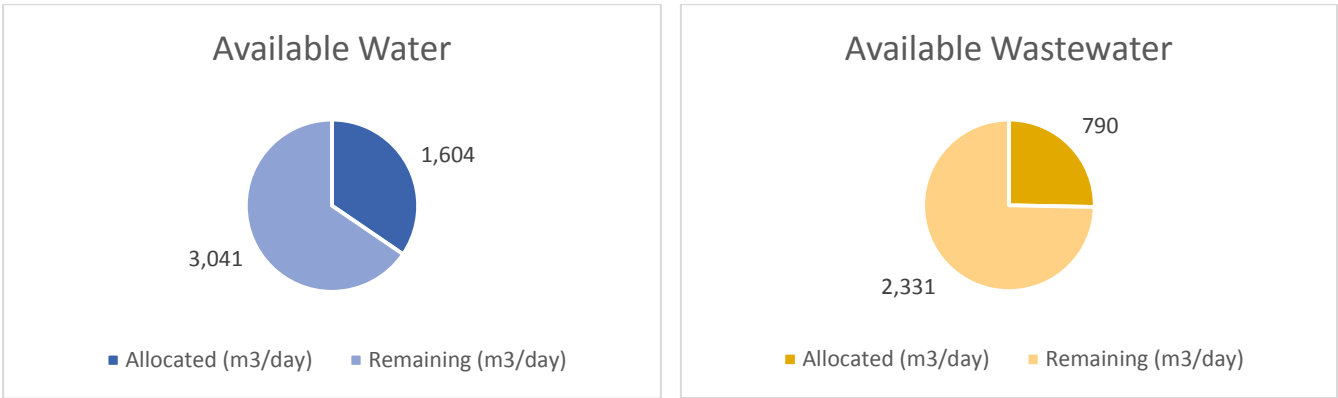 Available Water
1,604
3,041
Allocated (m3/day)
Remaining (m3/day)
Available Wastewater
790
2,331
Allocated (m3/day)
Remaining (m3/day)